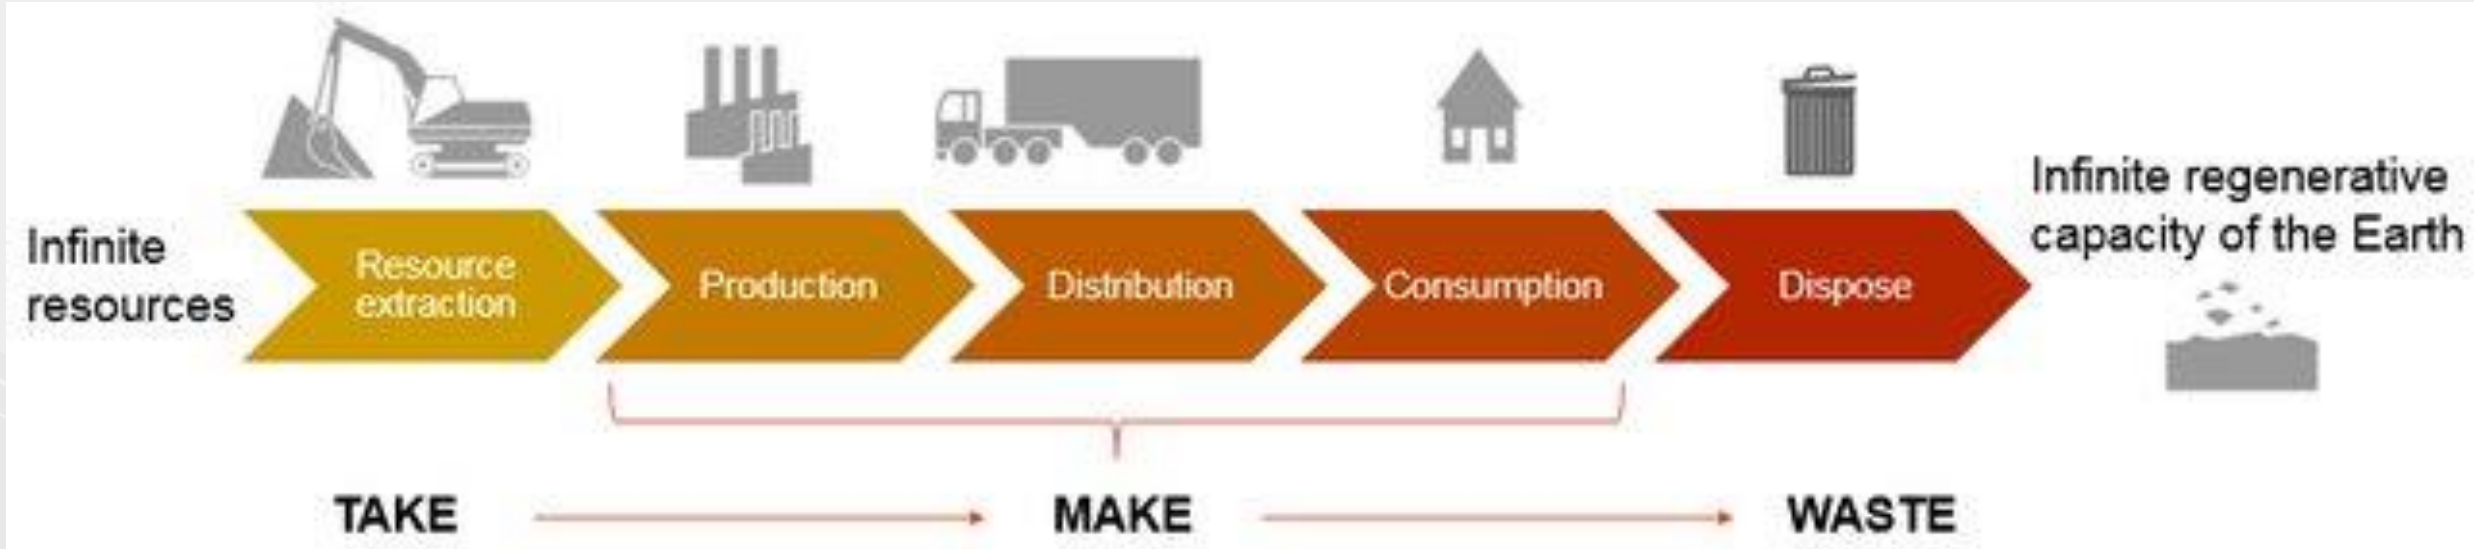 Infinite
resources
Resource
extraction
Production
Distribution
Consumption
Dispose
Infinite regenerative
capacity of the Earth
TAKE
MAKE
WASTE